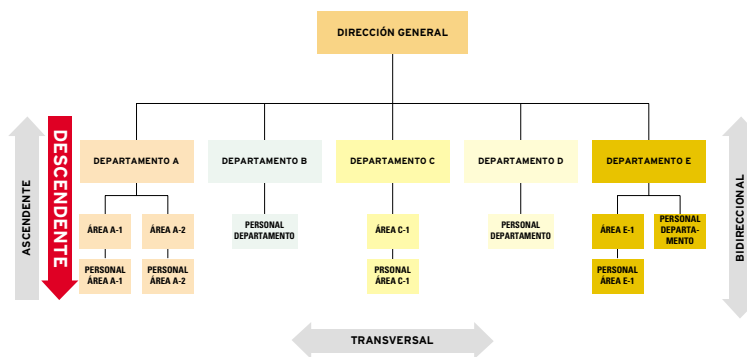 DIRECCIÓN GENERAL
ASCENDENTE
DESCENDENTE
DEPARTAMENTO A
DEPARTAMENTO B
DEPARTAMENTO C
DEPARTAMENTO D
DEPARTAMENTO E
BIDIRECCIONAL
ÁREA A-1
ÁREA A-2
PERSONAL
DEPARTAMENTO
ÁREA C-1
PERSONAL
DEPARTAMENTO
ÁREA E-1
PERSONAL
DEPARTA-
MENTO
PERSONAL
ÁREA A-1
PERSONAL
ÁREA A-2
PRSONAL
ÁREA C-1
PERSONAL
ÁREA E-1
TRANSVERSAL